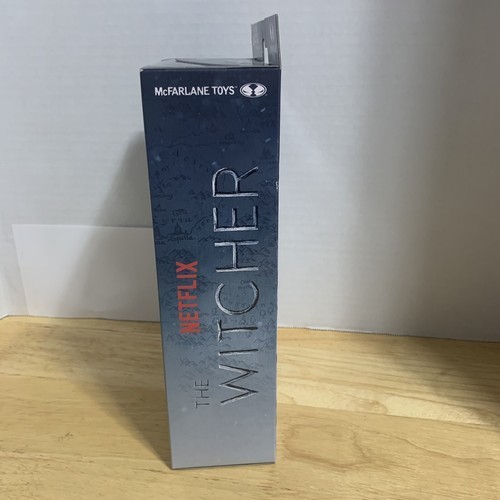 McFARLANE TOYS
NETFLIX
THE
WITCHER